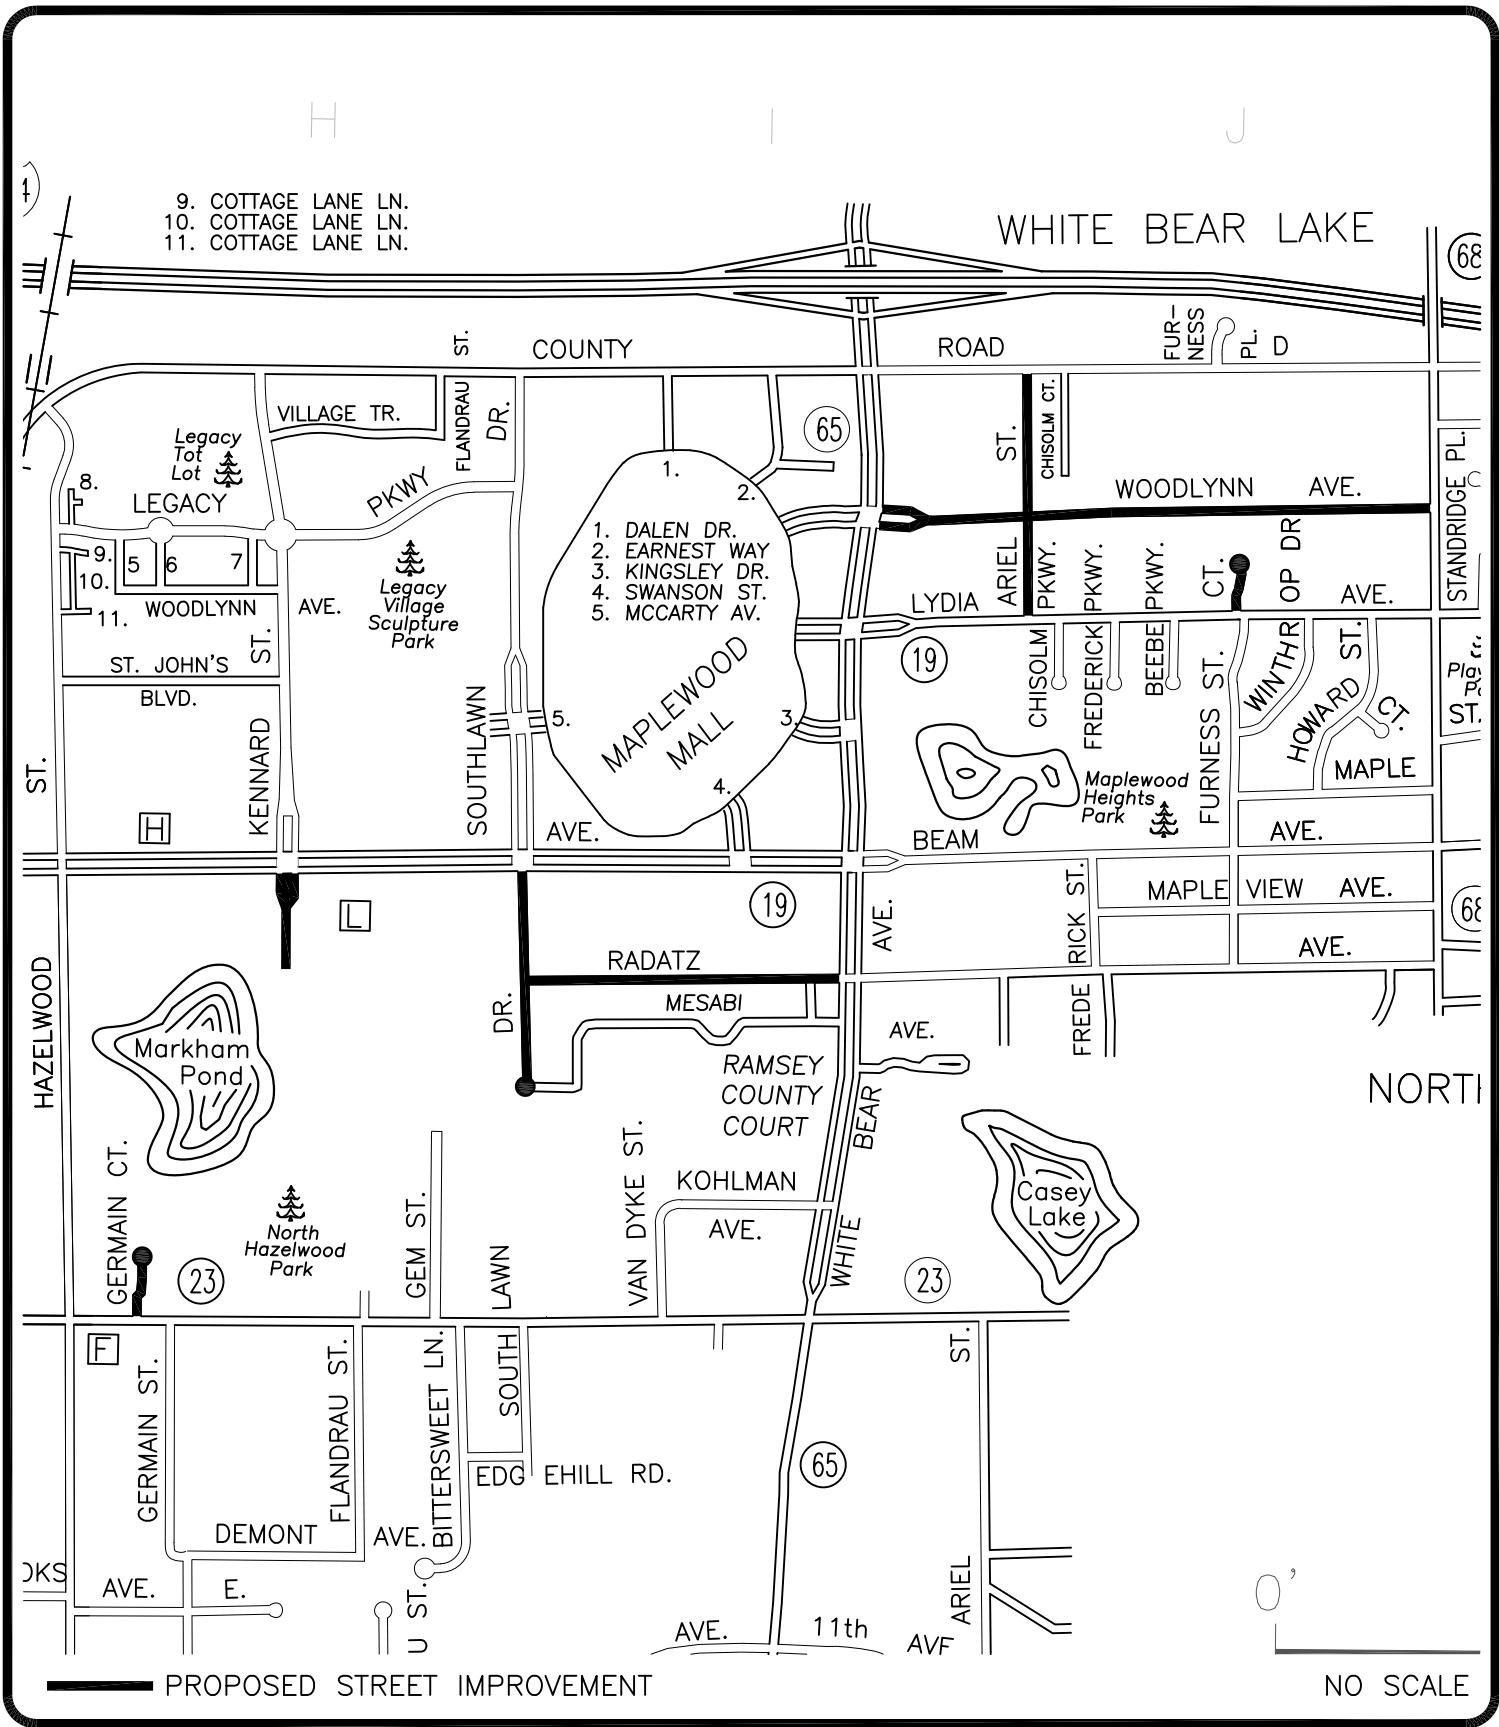 H I J
9. COTTAGE LANE LN.
10. COTTAGE LANE LN.
11. COTTAGE LANE LN.
WHITE BEAR LAKE
68
COUNTY ROAD D
FUR-
NESS
PL.
ST.
FLANDRAU
VILLAGE TR.
DR.
65
ST.
CHISOLM CT.
Legacy
Tot
Lot
8.
LEGACY PKWY
1.
2.
WOODLYNN AVE.
STANDRIDGE PL.
1. DALEN DR.
2. EARNEST WAY
3. KINGSLEY DR.
4. SWANSON ST.
5. MCCARTY AV.
9.
10.
11.
5 6 7
WOODLYNN AVE.
Legacy
Village
Sculpture
Park
ARIEL
PKWY.
PKWY.
PKWY.
CT.
OP DR
LYDIA AVE.
19
ST. JOHN'S
BLVD.
ST.
KENNARD
SOUTHLAWN
MAPLEWOOD
MALL
5.
3.
4.
CHISOLM
FREDERICK
BEEBE
FURNESS ST.
WINTHR
HOWARD ST.
CT.
ST.
MAPLE AVE.
Maplewood
Heights
Park
ST.
H
AVE.
BEAM
19
L
MAPLE VIEW AVE.
68
RICK ST.
AVE.
AVE.
RADATZ
HAZELWOOD
DR.
MESABI
AVE.
FREDE
Markham
Pond
RAMSEY
COUNTY
COURT
NORTH
BEAR
WHITE
GERMAIN CT.
GEM ST.
VAN DYKE ST.
KOHLMAN
AVE.
Casey
Lake
North
Hazelwood
Park
23
LAWN
23
F
GERMAIN ST.
FLANDRAU ST.
BITTERSWEET LN.
SOUTH
ST.
EDG EHILL RD.
65
DEMONT AVE.
OKS
AVE. E.
U ST.
ARIEL
AVE. 11th AVE
0'
PROPOSED STREET IMPROVEMENT
NO SCALE